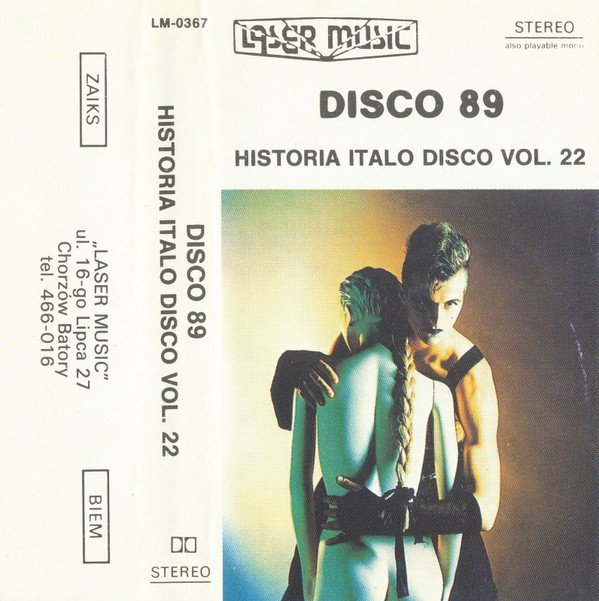 ZAIKS
„LASER MUSIC"
ul. 16-go Lipca 27
Chorzów Batory
tel. 466-016
BIEM
LM-0367
DISCO 89
HISTORIA ITALO DISCO VOL. 22
STEREO
LASER MUSIC
STEREO
also playable mono
DISCO 89
HISTORIA ITALO DISCO VOL. 22